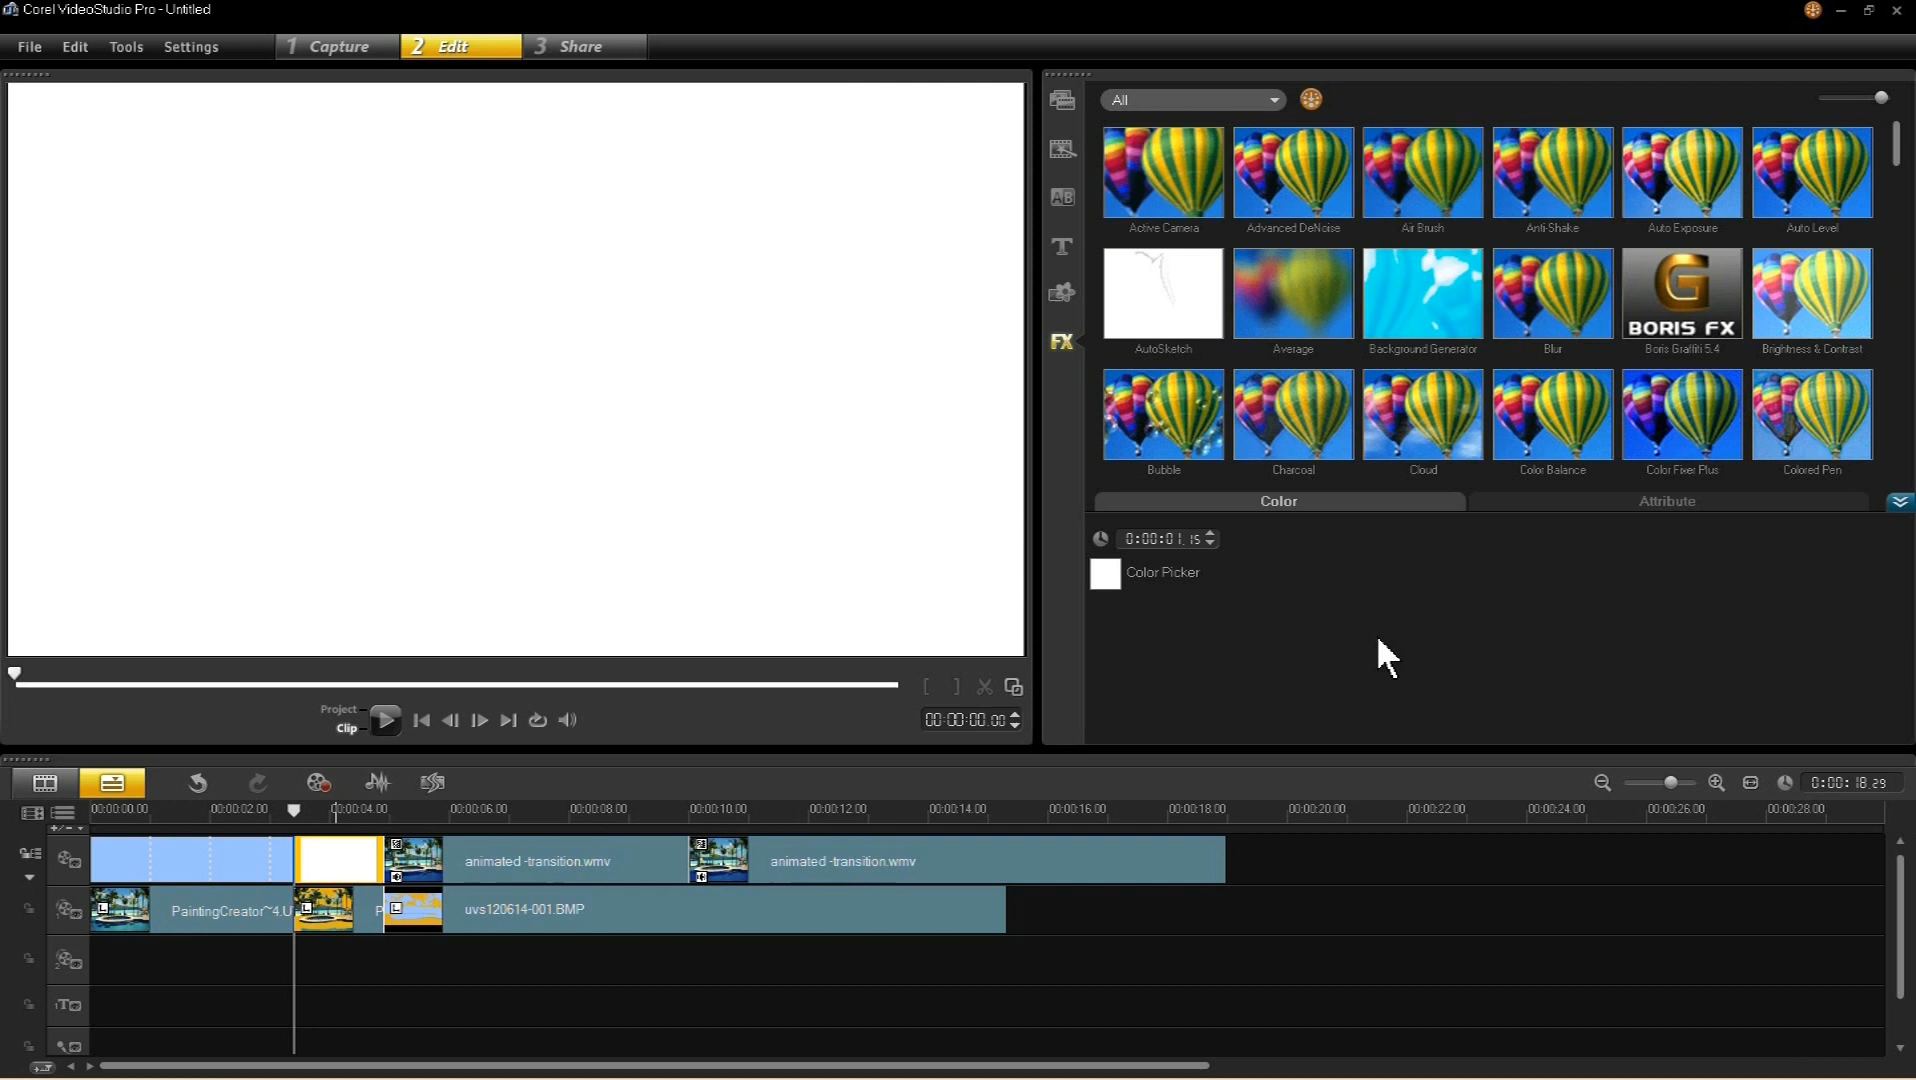 Corel VideoStudio Pro - Untitled
File Edit Tools Settings 1 Capture 2 Edit 3 Share
All
Active Camera Advanced DeNoise Air Brush Anti-Shake Auto Exposure Auto Level
G
BORIS FX
AutoSketch Average Background Generator Blur Boris Graffiti 5.4 Brightness & Contrast
FX
Bubble Charcoal Cloud Color Balance Color Fixer Plus Colored Pen
Color Attribute
0:00:01.15
Color Picker
Project
Clip
00:00:00.00
0:00:18.29
00:00:00.00 00:00:02.00 00:00:04.00 00:00:06.00 00:00:08.00 00:00:10.00 00:00:12.00 00:00:14.00 00:00:16.00 00:00:18.00 00:00:20.00 00:00:22.00 00:00:24.00 00:00:26.00 00:00:28.00
animated-transition.wmv animated-transition.wmv
PaintingCreator~4.U P uvs120614-001.BMP